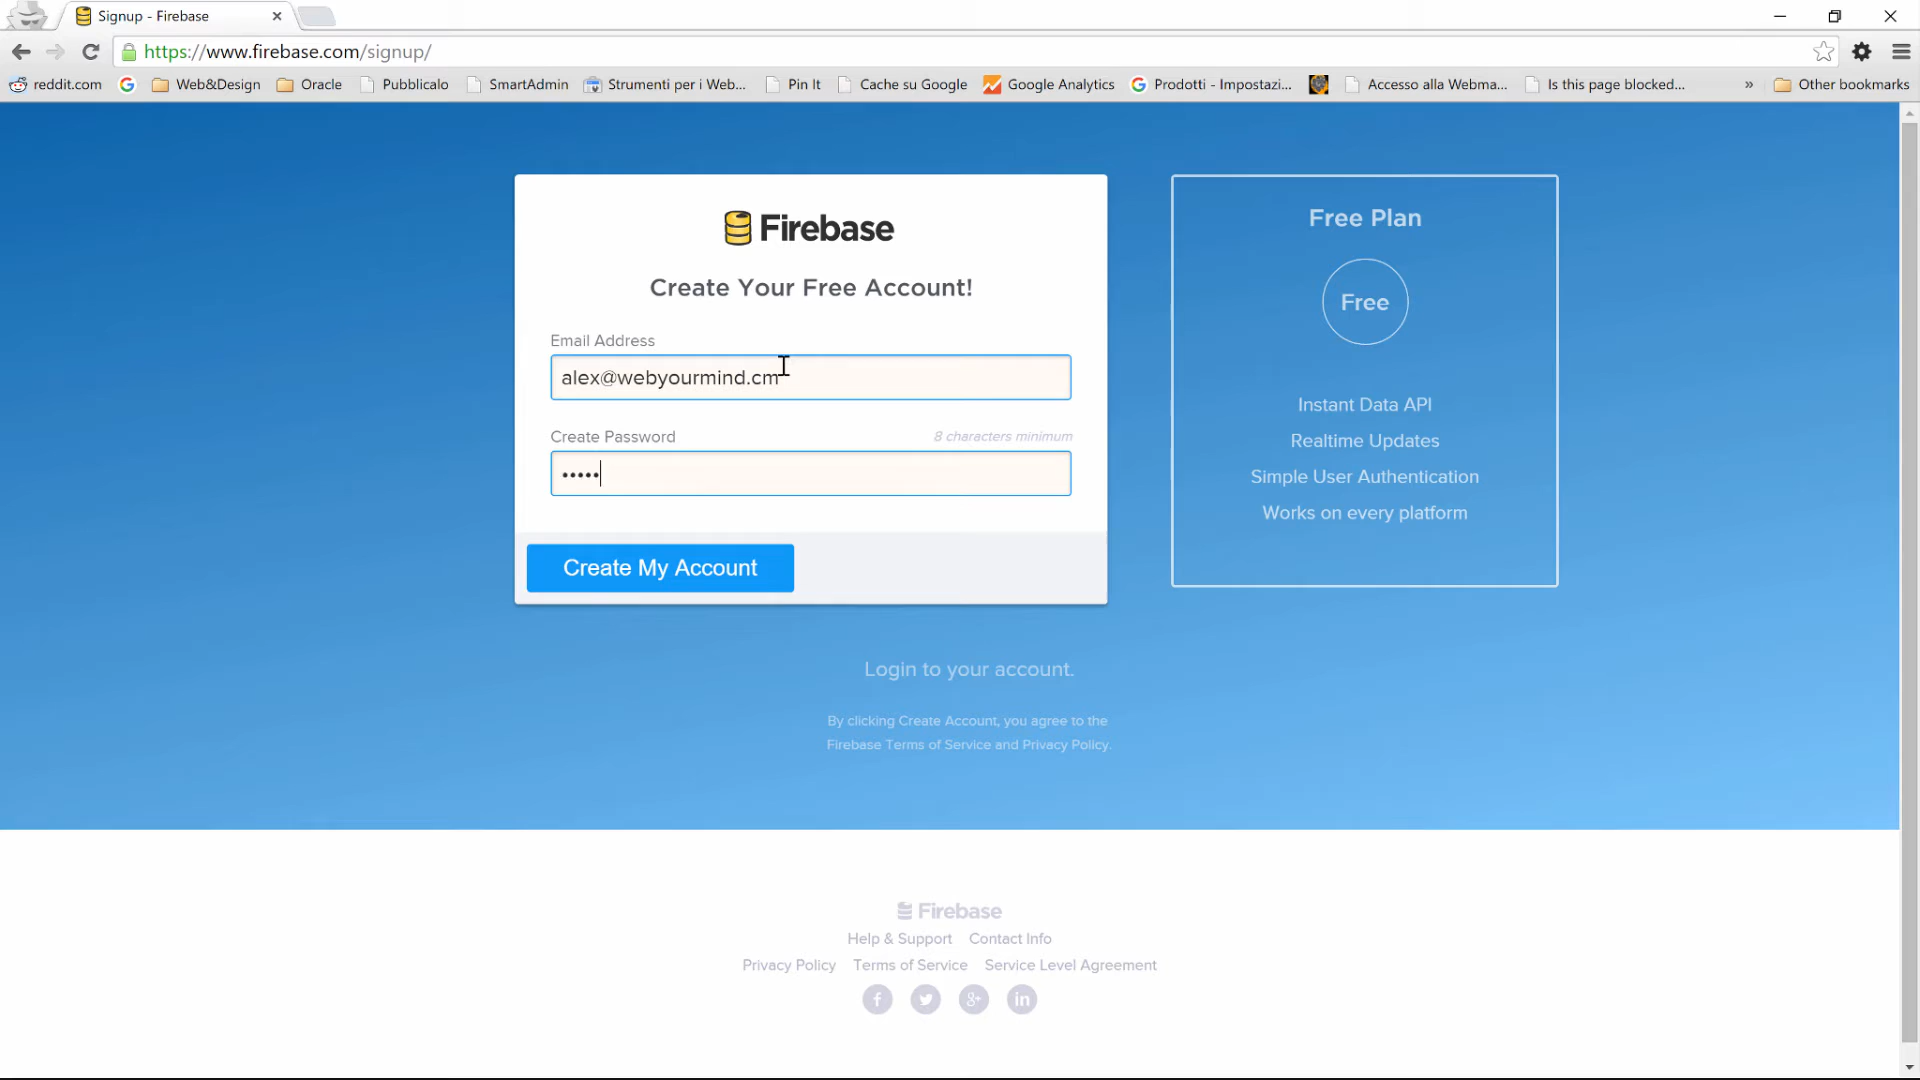 Signup - Firebase
https://www.firebase.com/signup/
reddit.com Web&Design Oracle Pubblicalo SmartAdmin Strumenti per i Web... Pin It Cache su Google Google Analytics Prodotti - Impostazi... Accesso alla Webma... Is this page blocked... » Other bookmarks
Firebase
Create Your Free Account!
Email Address
alex@webyourmind.cm
Create Password 8 characters minimum
•••••
Create My Account
Free Plan
Free
Instant Data API
Realtime Updates
Simple User Authentication
Works on every platform
Login to your account.
By clicking Create Account, you agree to the
Firebase Terms of Service and Privacy Policy.
Firebase
Help & Support Contact Info
Privacy Policy Terms of Service Service Level Agreement